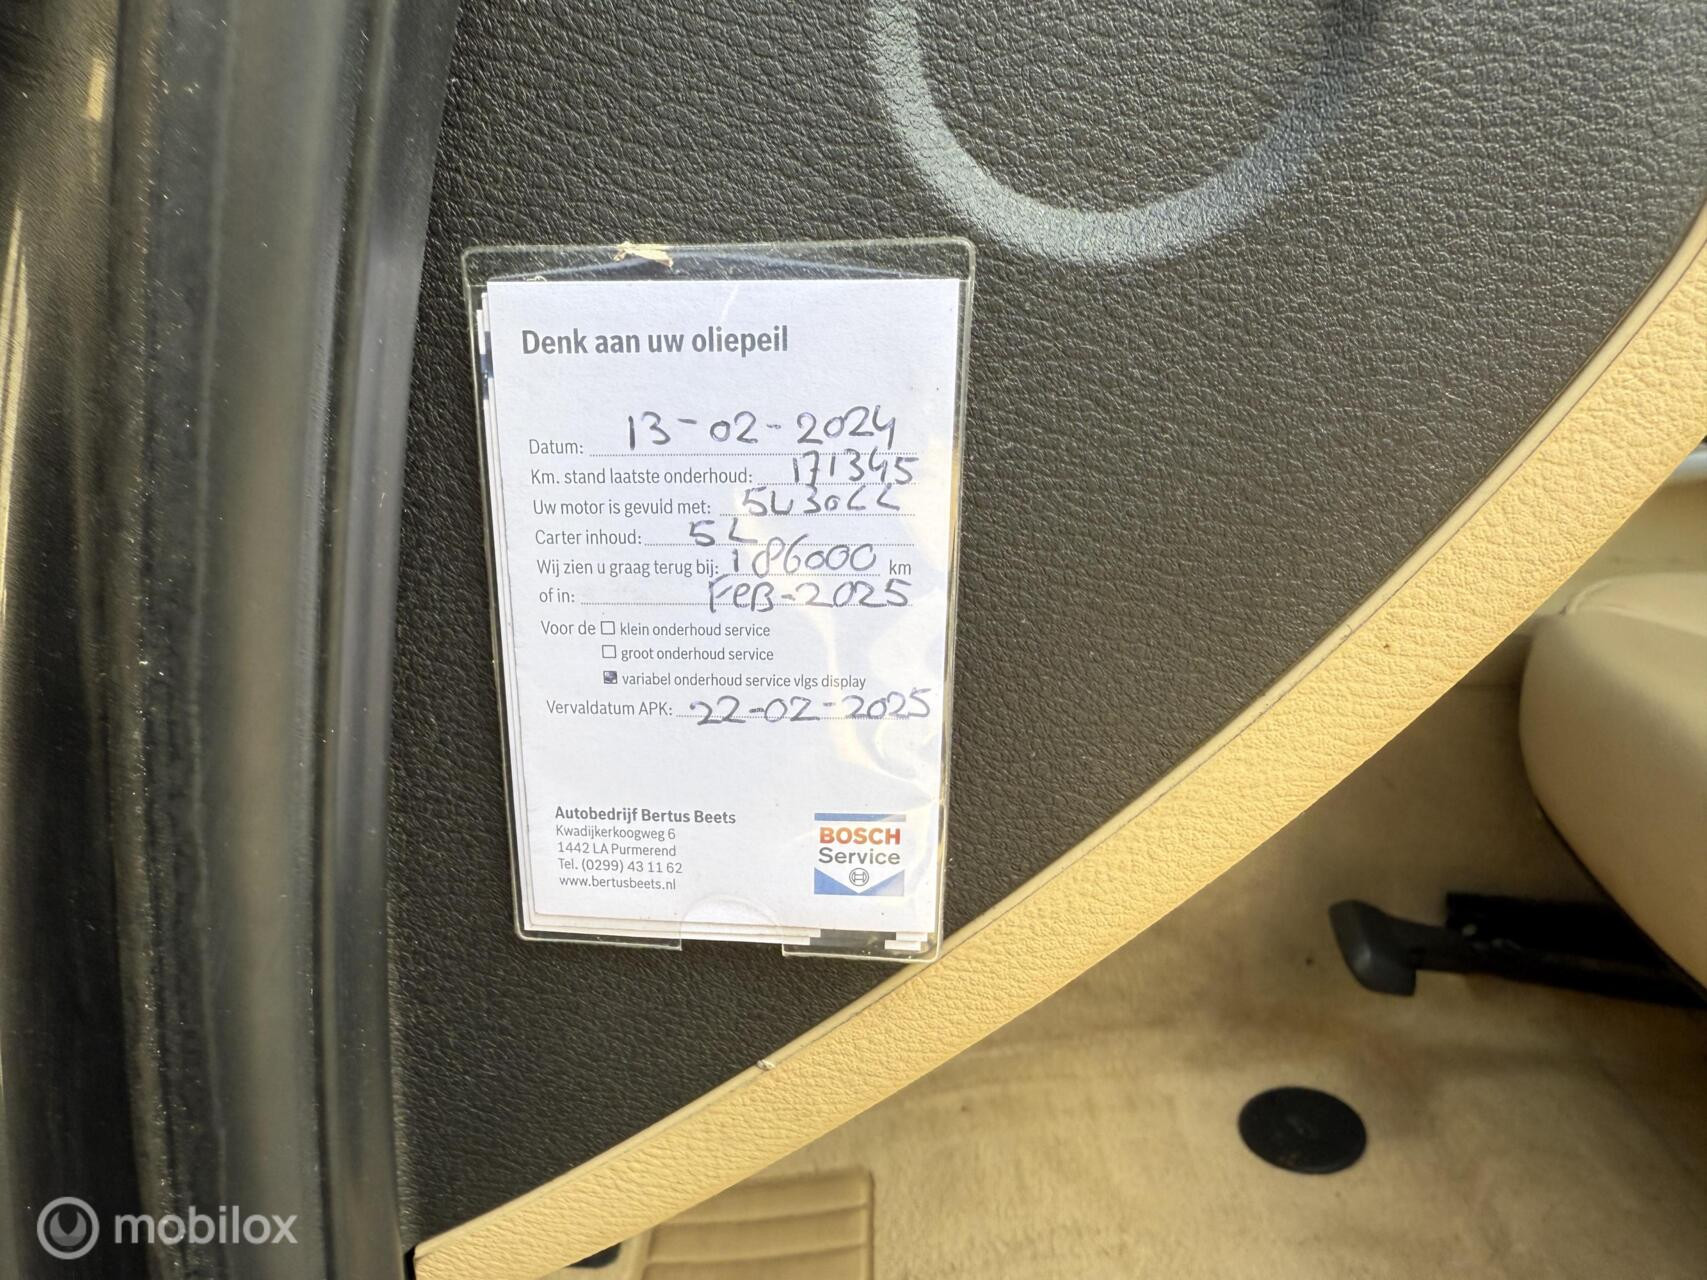 Denk aan uw oliepeil
Datum: 13-02-2024
Km. stand laatste onderhoud: 171345
Uw motor is gevuld met: 5W30LL
Carter inhoud: 5L
Wij zien u graag terug bij: 186000 km
of in: FEB-2025
Voor de klein onderhoud service
groot onderhoud service
variabel onderhoud service vlgs display
Vervaldatum APK: 22-02-2025
Autobedrijf Bertus Beets
Kwadijkerkoogweg 6
1442 LA Purmerend
Tel. (0299) 43 11 62
www.bertusbeets.nl
BOSCH
Service
mobilox